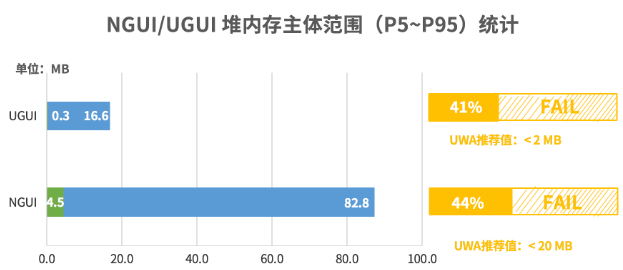 NGUI/UGUI 堆内存主体范围（P5~P95）统计
单位：MB
UGUI 0.3 16.6 41% FAIL
UWA推荐值：< 2 MB
NGUI 4.5 82.8 44% FAIL
UWA推荐值：< 20 MB
0.0 20.0 40.0 60.0 80.0 100.0